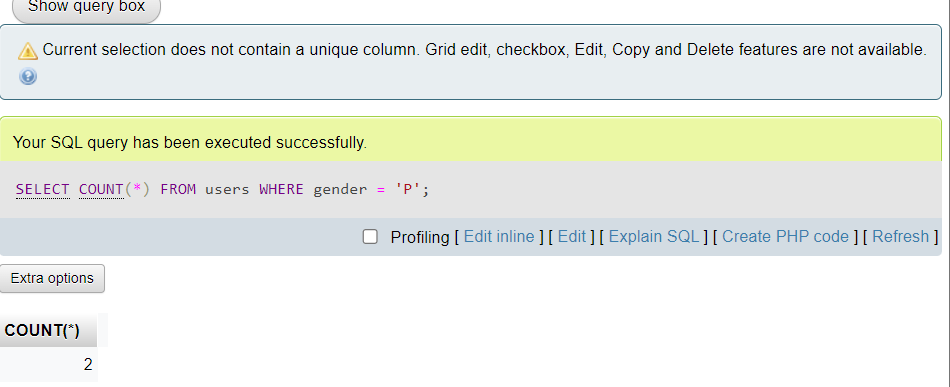 Show query box
Current selection does not contain a unique column. Grid edit, checkbox, Edit, Copy and Delete features are not available.
Your SQL query has been executed successfully.
SELECT COUNT(*) FROM users WHERE gender = 'P';
Profiling [ Edit inline ] [ Edit ] [ Explain SQL ] [ Create PHP code ] [ Refresh ]
Extra options
COUNT(*)
2